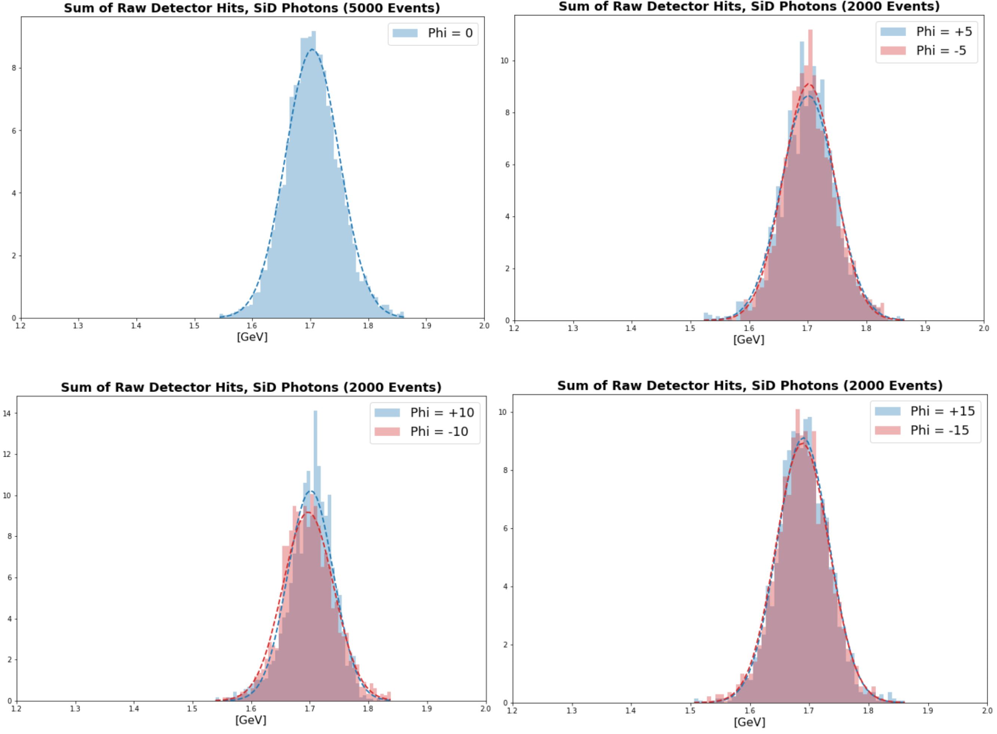 Sum of Raw Detector Hits, SiD Photons (5000 Events)
Phi = 0
8
6
4
2
0
1.2 1.3 1.4 1.5 1.6 1.7 1.8 1.9 2.0
[GeV]
Sum of Raw Detector Hits, SiD Photons (2000 Events)
Phi = +5
Phi = -5
10
8
6
4
2
0
1.2 1.3 1.4 1.5 1.6 1.7 1.8 1.9 2.0
[GeV]
Sum of Raw Detector Hits, SiD Photons (2000 Events)
Phi = +10
Phi = -10
14
12
10
8
6
4
2
0
1.2 1.3 1.4 1.5 1.6 1.7 1.8 1.9 2.0
[GeV]
Sum of Raw Detector Hits, SiD Photons (2000 Events)
Phi = +15
Phi = -15
10
8
6
4
2
0
1.2 1.3 1.4 1.5 1.6 1.7 1.8 1.9 2.0
[GeV]